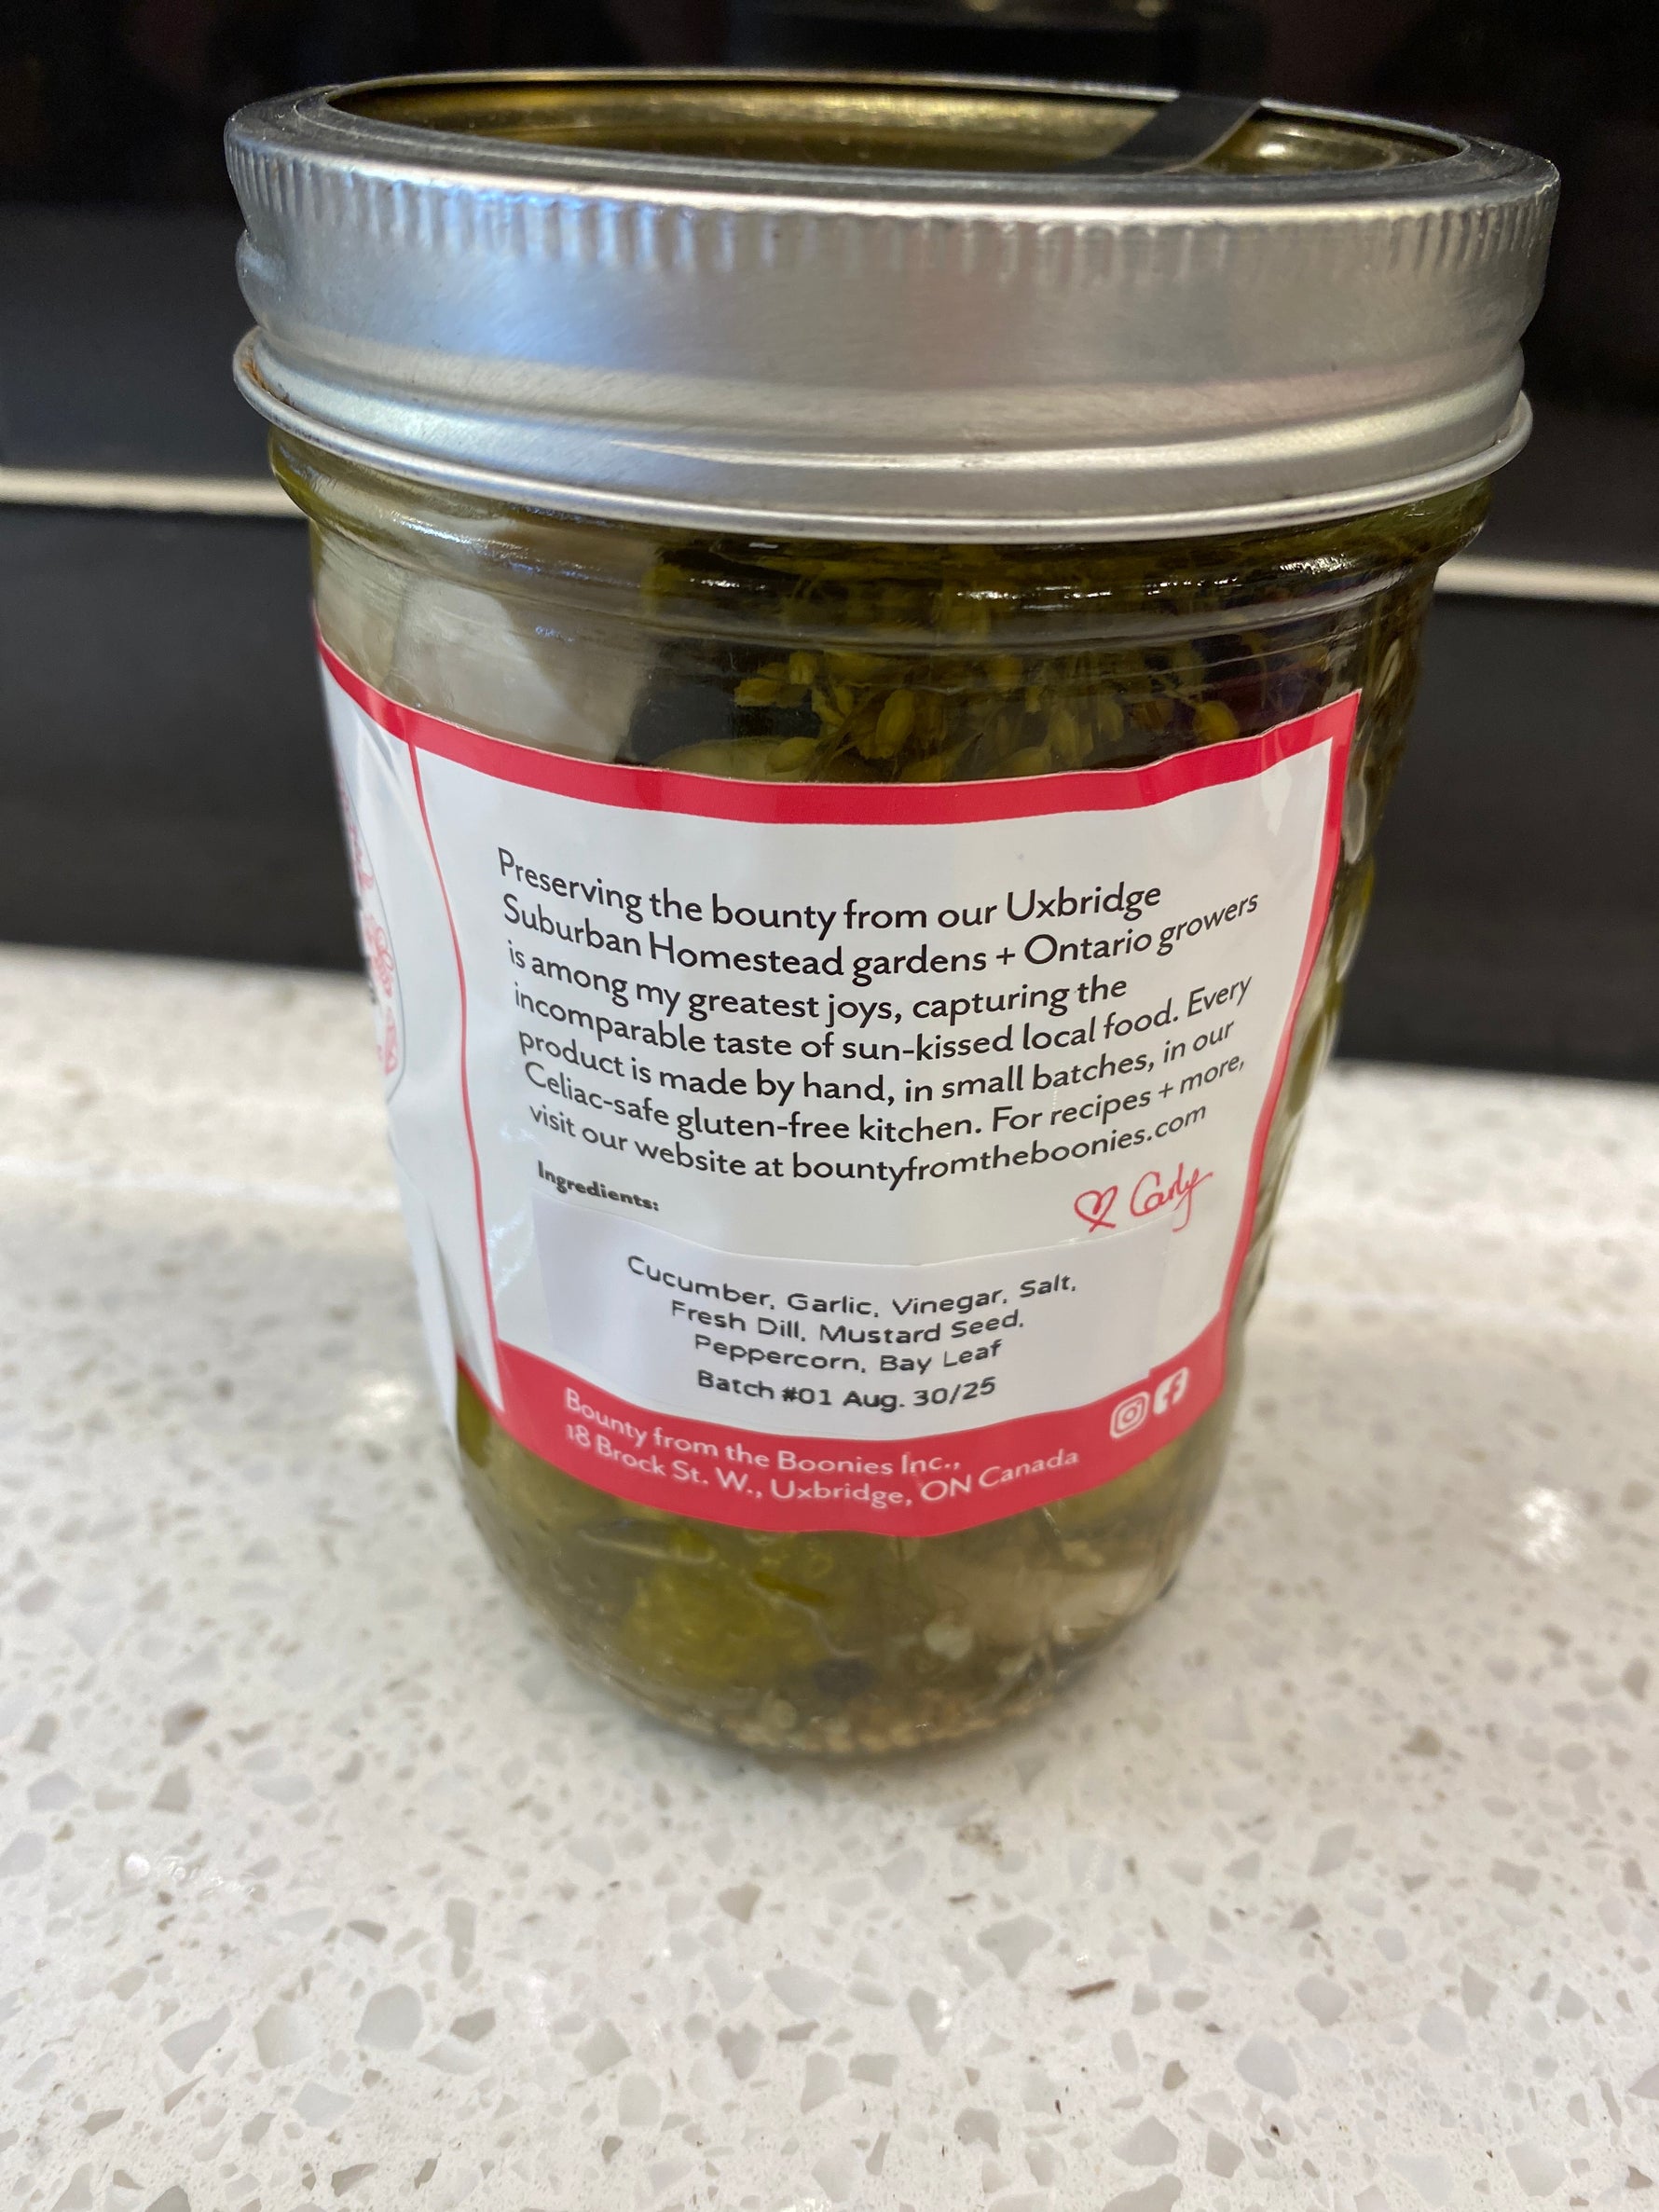 Preserving the bounty from our Uxbridge
Suburban Homestead gardens + Ontario growers
is among my greatest joys, capturing the
incomparable taste of sun-kissed local food. Every
product is made by hand, in small batches, in our
Celiac-safe gluten-free kitchen. For recipes + more,
visit our website at bountyfromtheboonies.com
♡ Carly
Ingredients:
Cucumber, Garlic, Vinegar, Salt,
Fresh Dill, Mustard Seed,
Peppercorn, Bay Leaf
Batch #01 Aug. 30/25
Bounty from the Boonies Inc.,
18 Brock St. W., Uxbridge, ON Canada